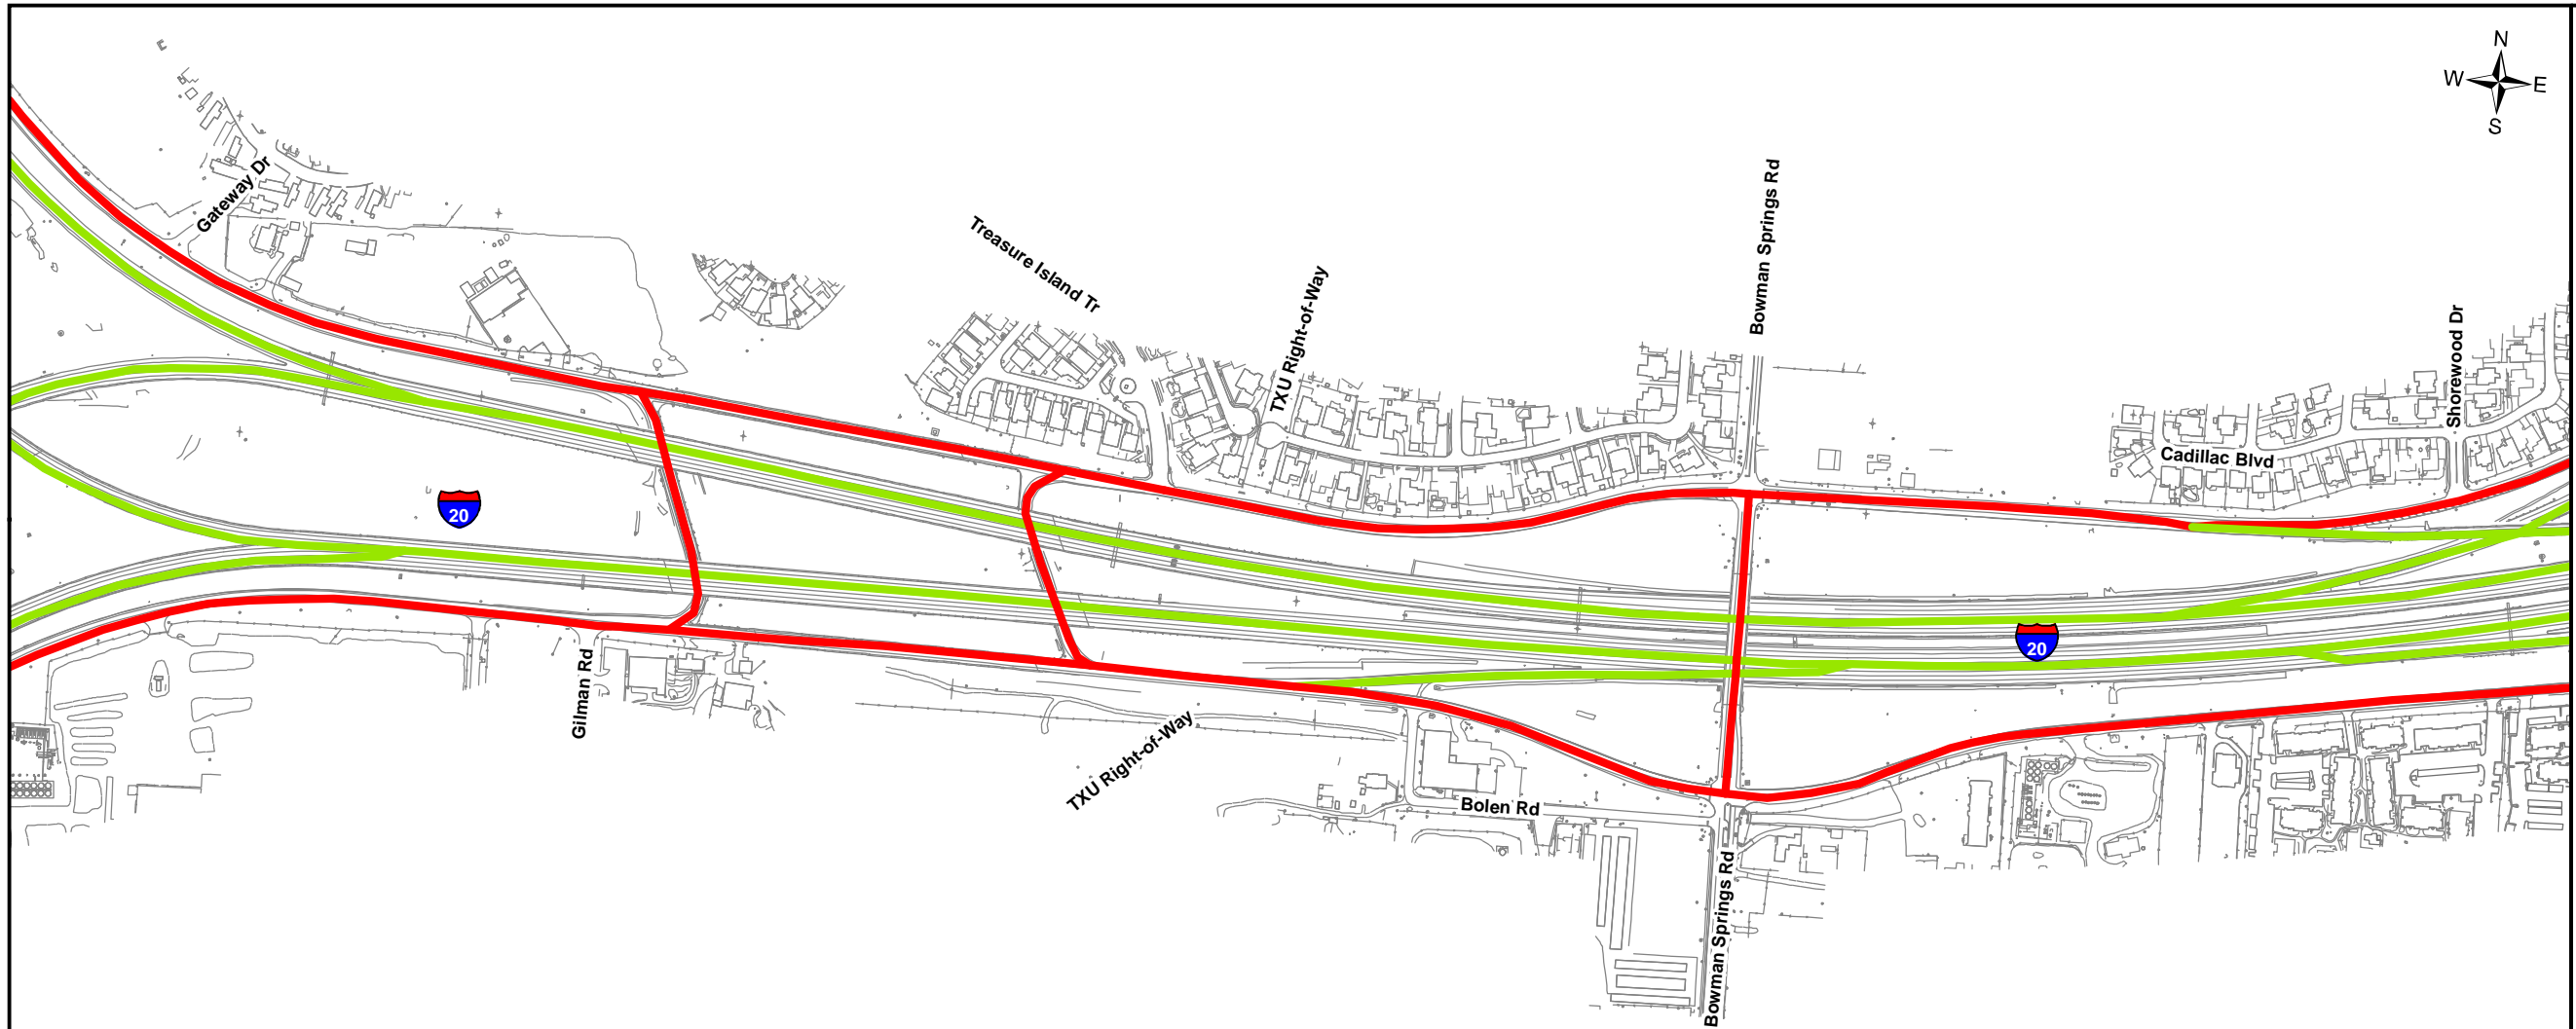 N
W E
S
Gateway Dr
Treasure Island Tr
TXU Right-of-Way
Bowman Springs Rd
Shorewood Dr
Cadillac Blvd
20
20
Gilman Rd
TXU Right-of-Way
Bolen Rd
Bowman Springs Rd